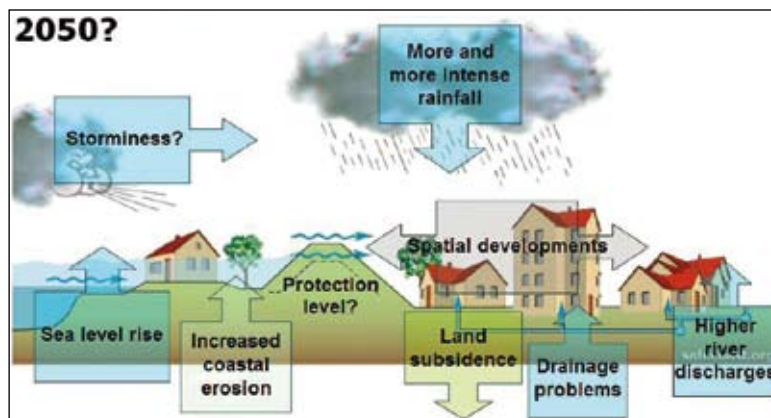 2050?
More and
more intense
rainfall
Storminess?
Spatial developments
Protection
level?
Sea level rise
Increased
coastal
erosion
Land
subsidence
Drainage
problems
Higher
river
discharges